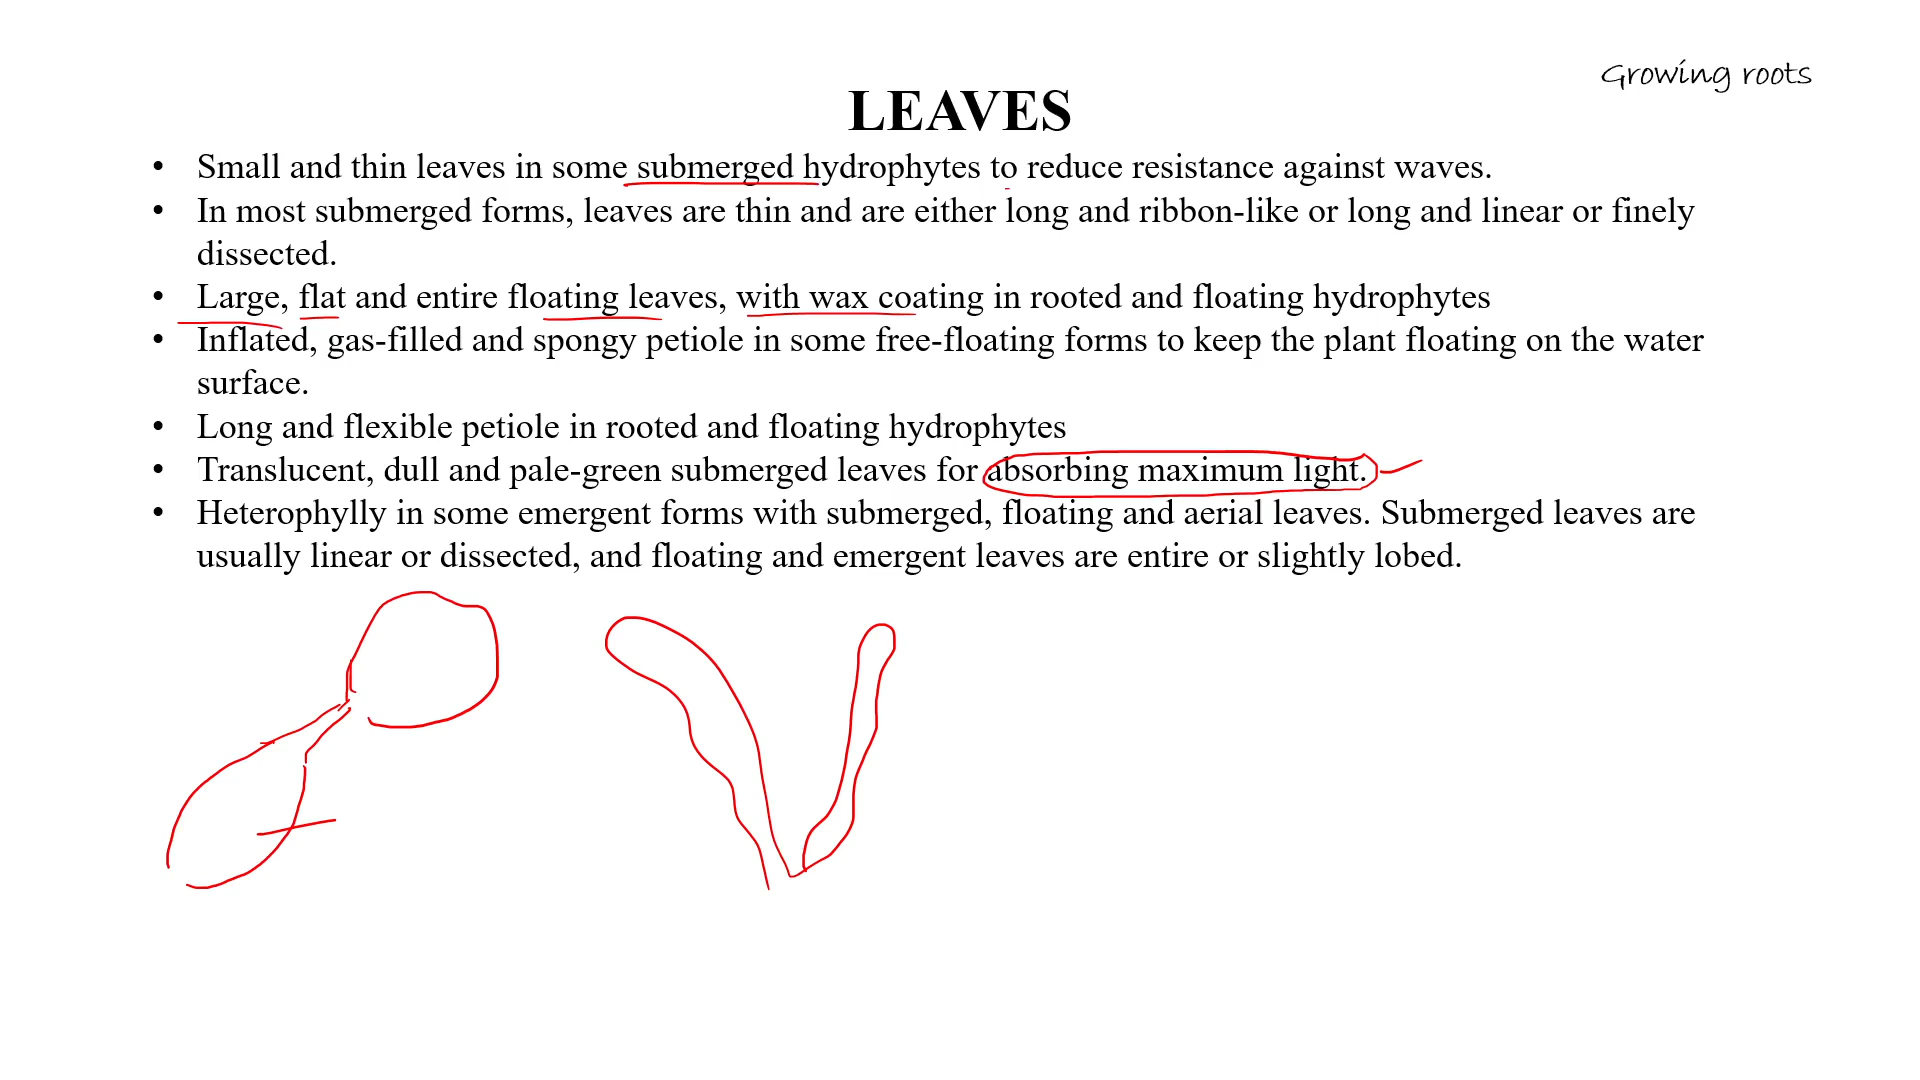 Growing roots
LEAVES
• Small and thin leaves in some submerged hydrophytes to reduce resistance against waves.
• In most submerged forms, leaves are thin and are either long and ribbon-like or long and linear or finely
dissected.
• Large, flat and entire floating leaves, with wax coating in rooted and floating hydrophytes
• Inflated, gas-filled and spongy petiole in some free-floating forms to keep the plant floating on the water
surface.
• Long and flexible petiole in rooted and floating hydrophytes
• Translucent, dull and pale-green submerged leaves for absorbing maximum light.
• Heterophylly in some emergent forms with submerged, floating and aerial leaves. Submerged leaves are
usually linear or dissected, and floating and emergent leaves are entire or slightly lobed.